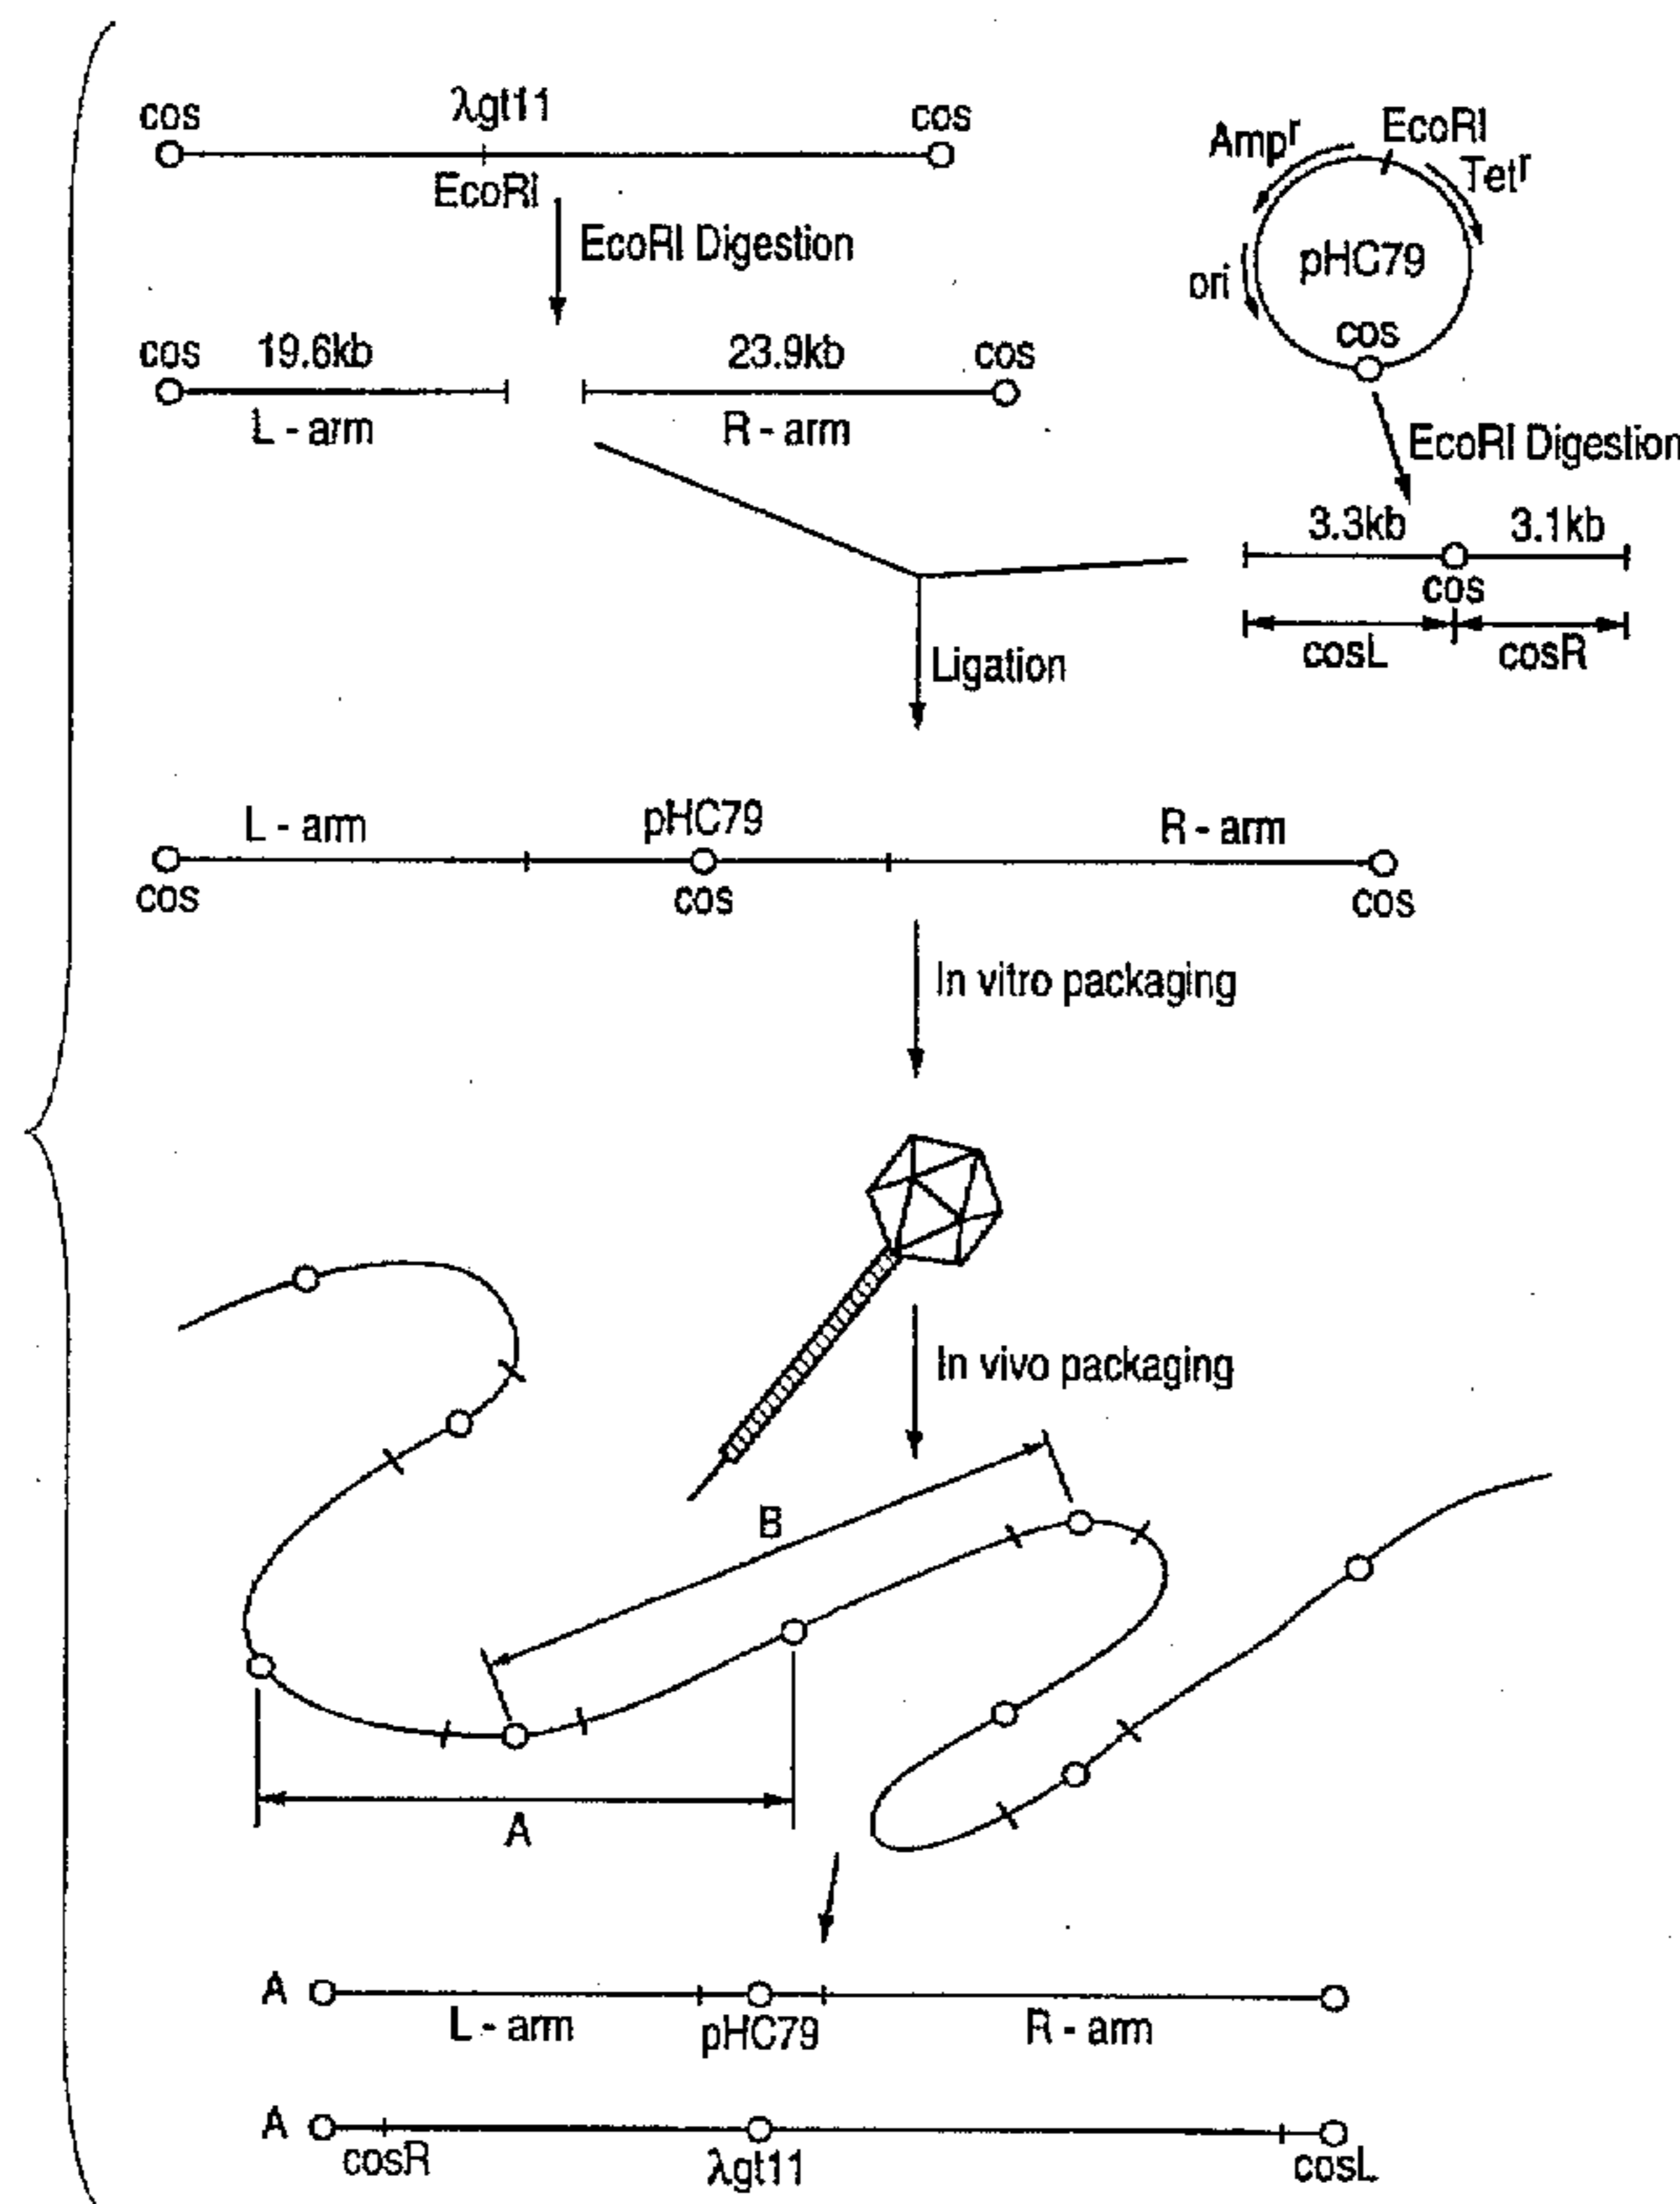 cos λgt11 cos
EcoRI
EcoRI Digestion
Ampʳ EcoRI
Tetʳ
pHC79
ori
cos
cos 19.6kb 23.9kb cos
L - arm R - arm
EcoRI Digestion
3.3kb 3.1kb
cos
cosL cosR
Ligation
L - arm pHC79 R - arm
cos cos cos
In vitro packaging
In vivo packaging
B
A
A
L - arm pHC79 R - arm
A
cosR λgt11 cosL